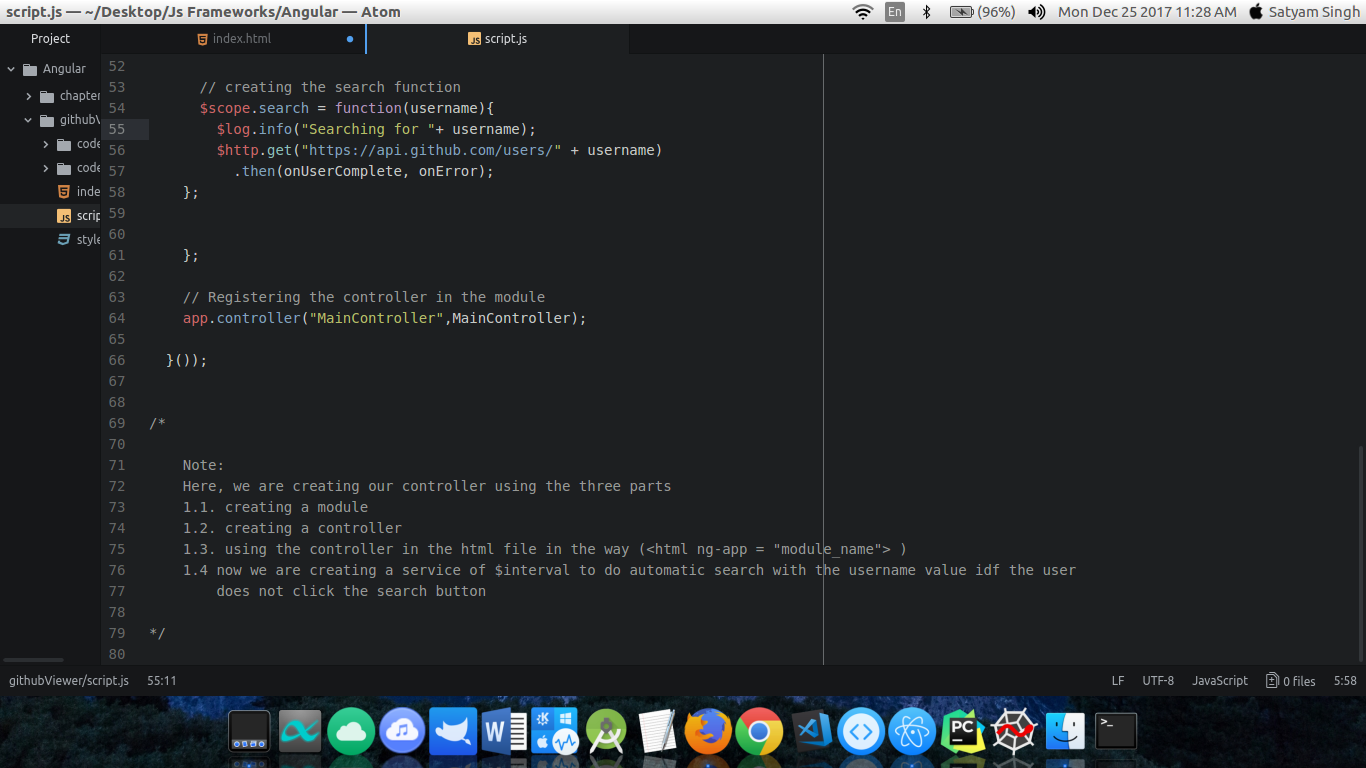 script.js — ~/Desktop/Js Frameworks/Angular — Atom
En
(96%)
Mon Dec 25 2017 11:28 AM
Satyam Singh
Project
index.html
script.js
Angular
chapter
github
code
code
inde
scrip
style
52
53 // creating the search function
54 $scope.search = function(username){
55 $log.info("Searching for "+ username);
56 $http.get("https://api.github.com/users/" + username)
57 .then(onUserComplete, onError);
58 };
59
60
61 };
62
63 // Registering the controller in the module
64 app.controller("MainController",MainController);
65
66 }());
67
68
69 /*
70
71 Note:
72 Here, we are creating our controller using the three parts
73 1.1. creating a module
74 1.2. creating a controller
75 1.3. using the controller in the html file in the way (<html ng-app = "module_name"> )
76 1.4 now we are creating a service of $interval to do automatic search with the username value idf the user
77 does not click the search button
78
79 */
80
githubViewer/script.js
55:11
LF
UTF-8
JavaScript
0 files
5:58
W
PC
>_